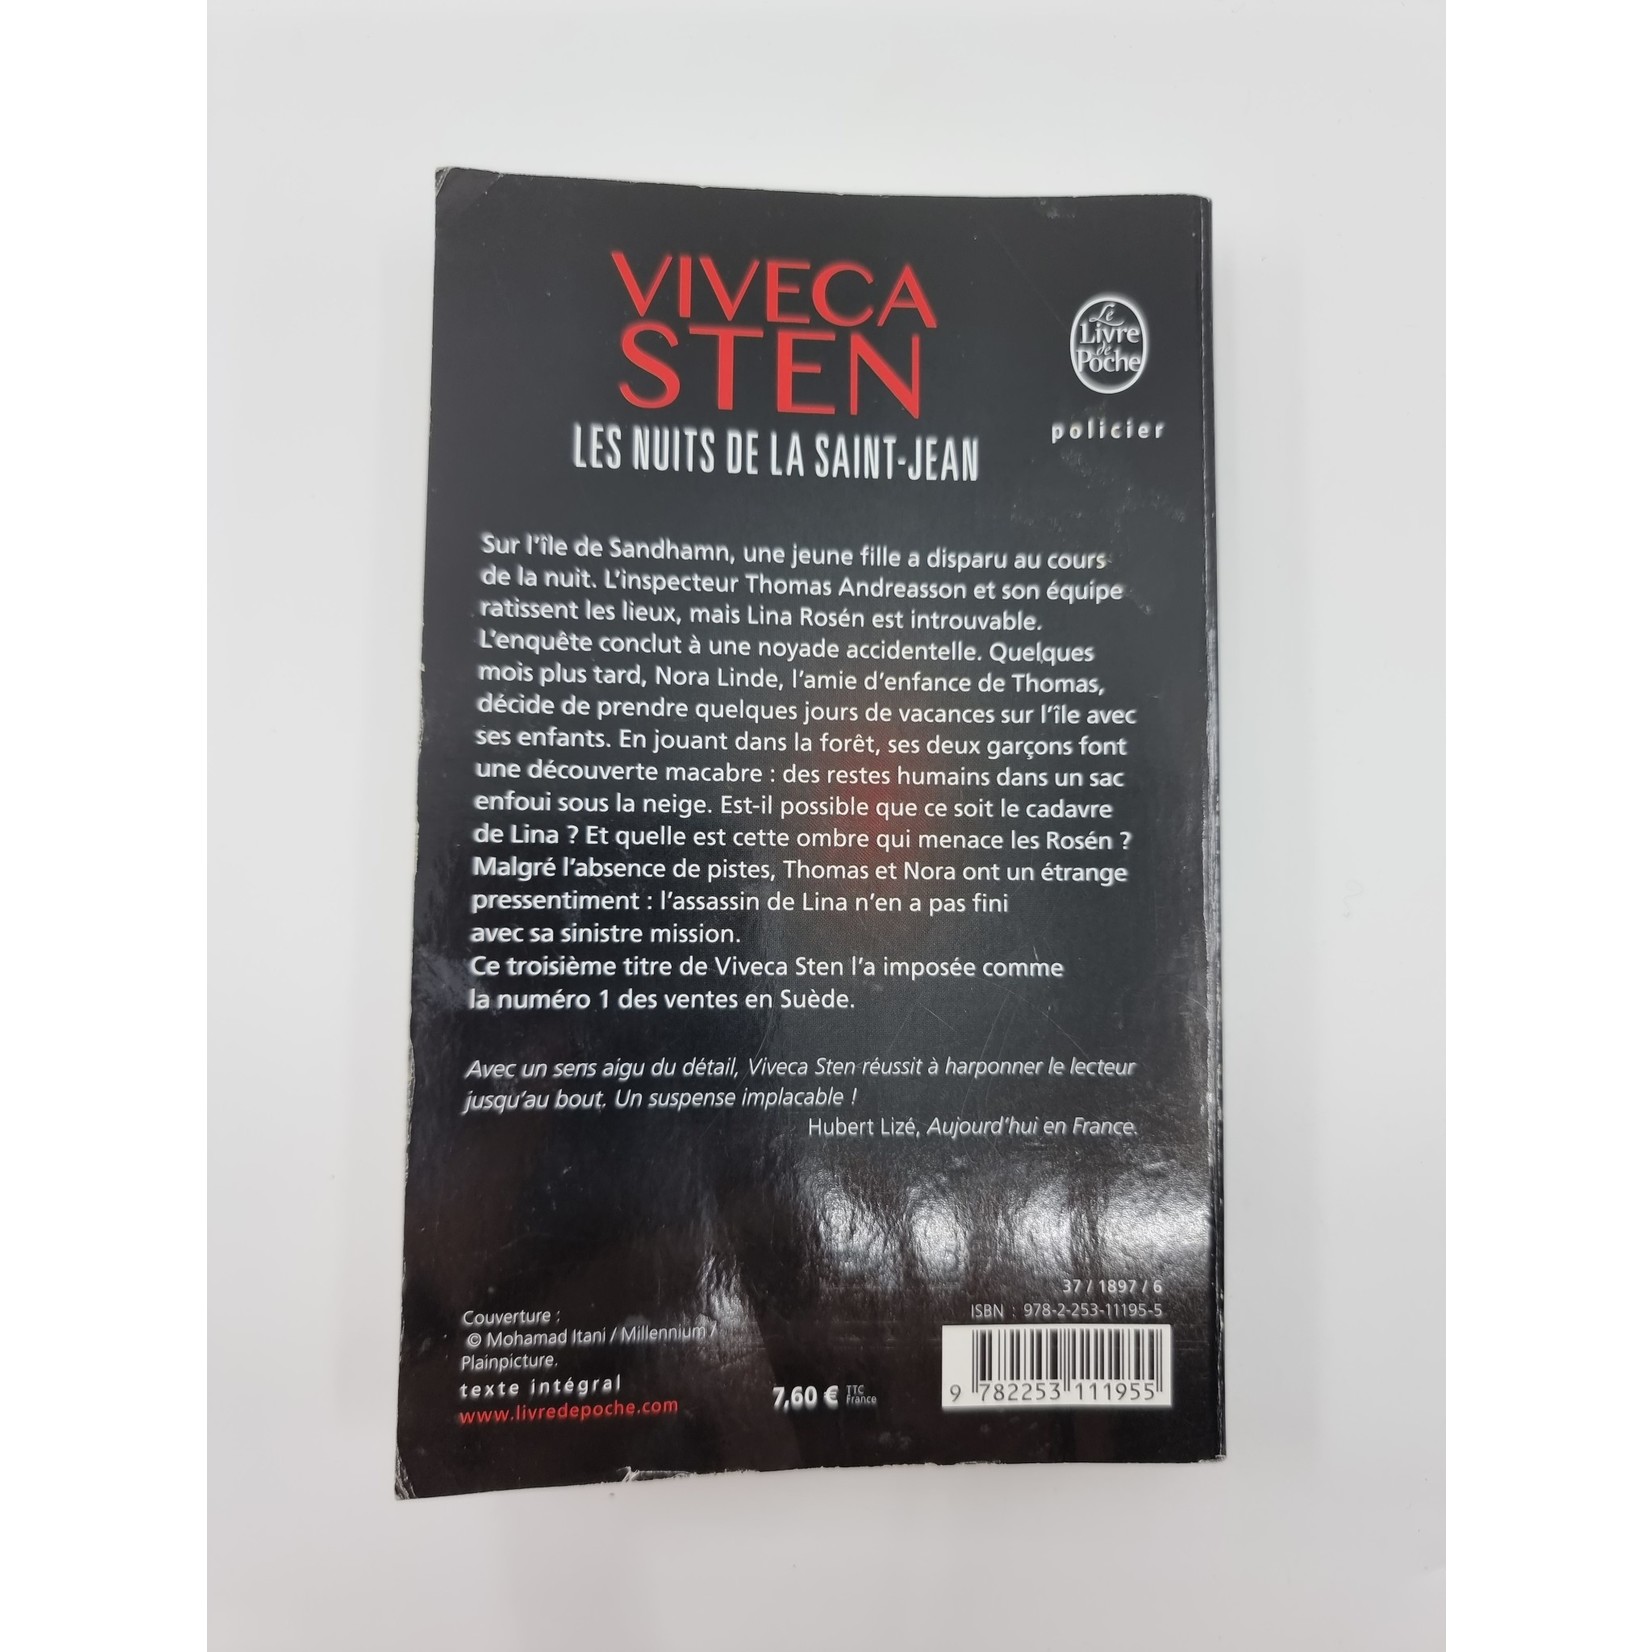 VIVECA
STEN
LES NUITS DE LA SAINT-JEAN
Le
Livre
de
Poche
policier
Sur l'île de Sandhamn, une jeune fille a disparu au cours
de la nuit. L'inspecteur Thomas Andreasson et son équipe
ratissent les lieux, mais Lina Rosén est introuvable.
L'enquête conclut à une noyade accidentelle. Quelques
mois plus tard, Nora Linde, l'amie d'enfance de Thomas,
décide de prendre quelques jours de vacances sur l'île avec
ses enfants. En jouant dans la forêt, ses deux garçons font
une découverte macabre : des restes humains dans un sac
enfoui sous la neige. Est-il possible que ce soit le cadavre
de Lina ? Et quelle est cette ombre qui menace les Rosén ?
Malgré l'absence de pistes, Thomas et Nora ont un étrange
pressentiment : l'assassin de Lina n'en a pas fini
avec sa sinistre mission.
Ce troisième titre de Viveca Sten l'a imposée comme
la numéro 1 des ventes en Suède.
Avec un sens aigu du détail, Viveca Sten réussit à harponner le lecteur
jusqu'au bout. Un suspense implacable !
Hubert Lizé, Aujourd'hui en France.
37 / 1897 / 6
ISBN : 978-2-253-11195-5
9 782253 111955
Couverture :
© Mohamad Itani / Millennium /
Plainpicture.
texte intégral
www.livredepoche.com
7,60 € TTC
France